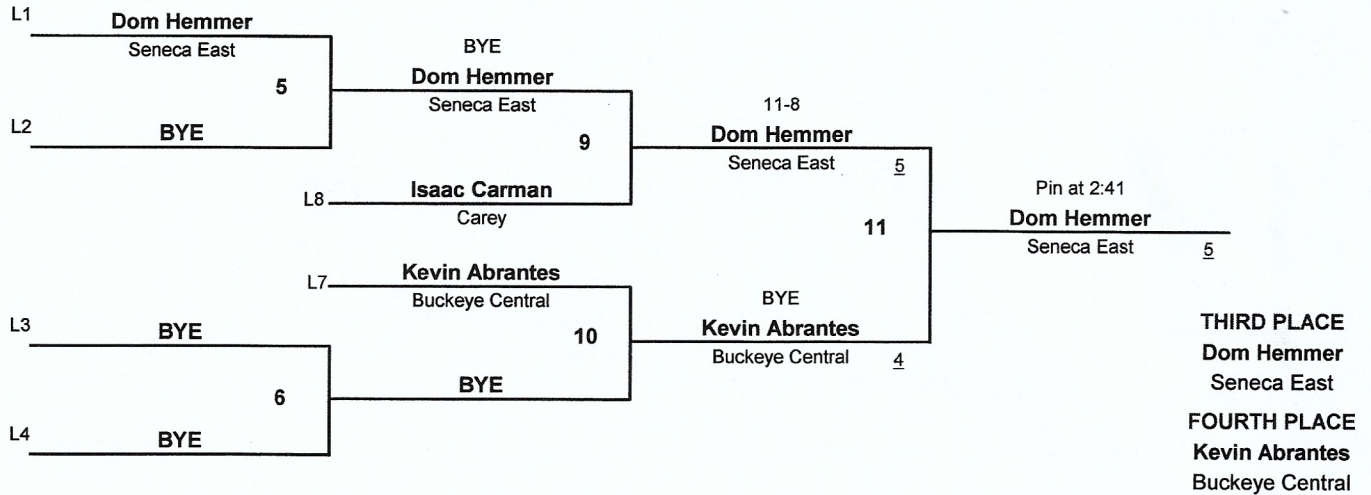 L1
Dom Hemmer
Seneca East
5
L2
BYE
BYE
Dom Hemmer
Seneca East
9
L8
Isaac Carman
Carey
11-8
Dom Hemmer
Seneca East 5
11
Pin at 2:41
Dom Hemmer
Seneca East 5
L7
Kevin Abrantes
Buckeye Central
10
BYE
Kevin Abrantes
Buckeye Central 4
L3
BYE
6
BYE
L4
BYE
THIRD PLACE
Dom Hemmer
Seneca East
FOURTH PLACE
Kevin Abrantes
Buckeye Central